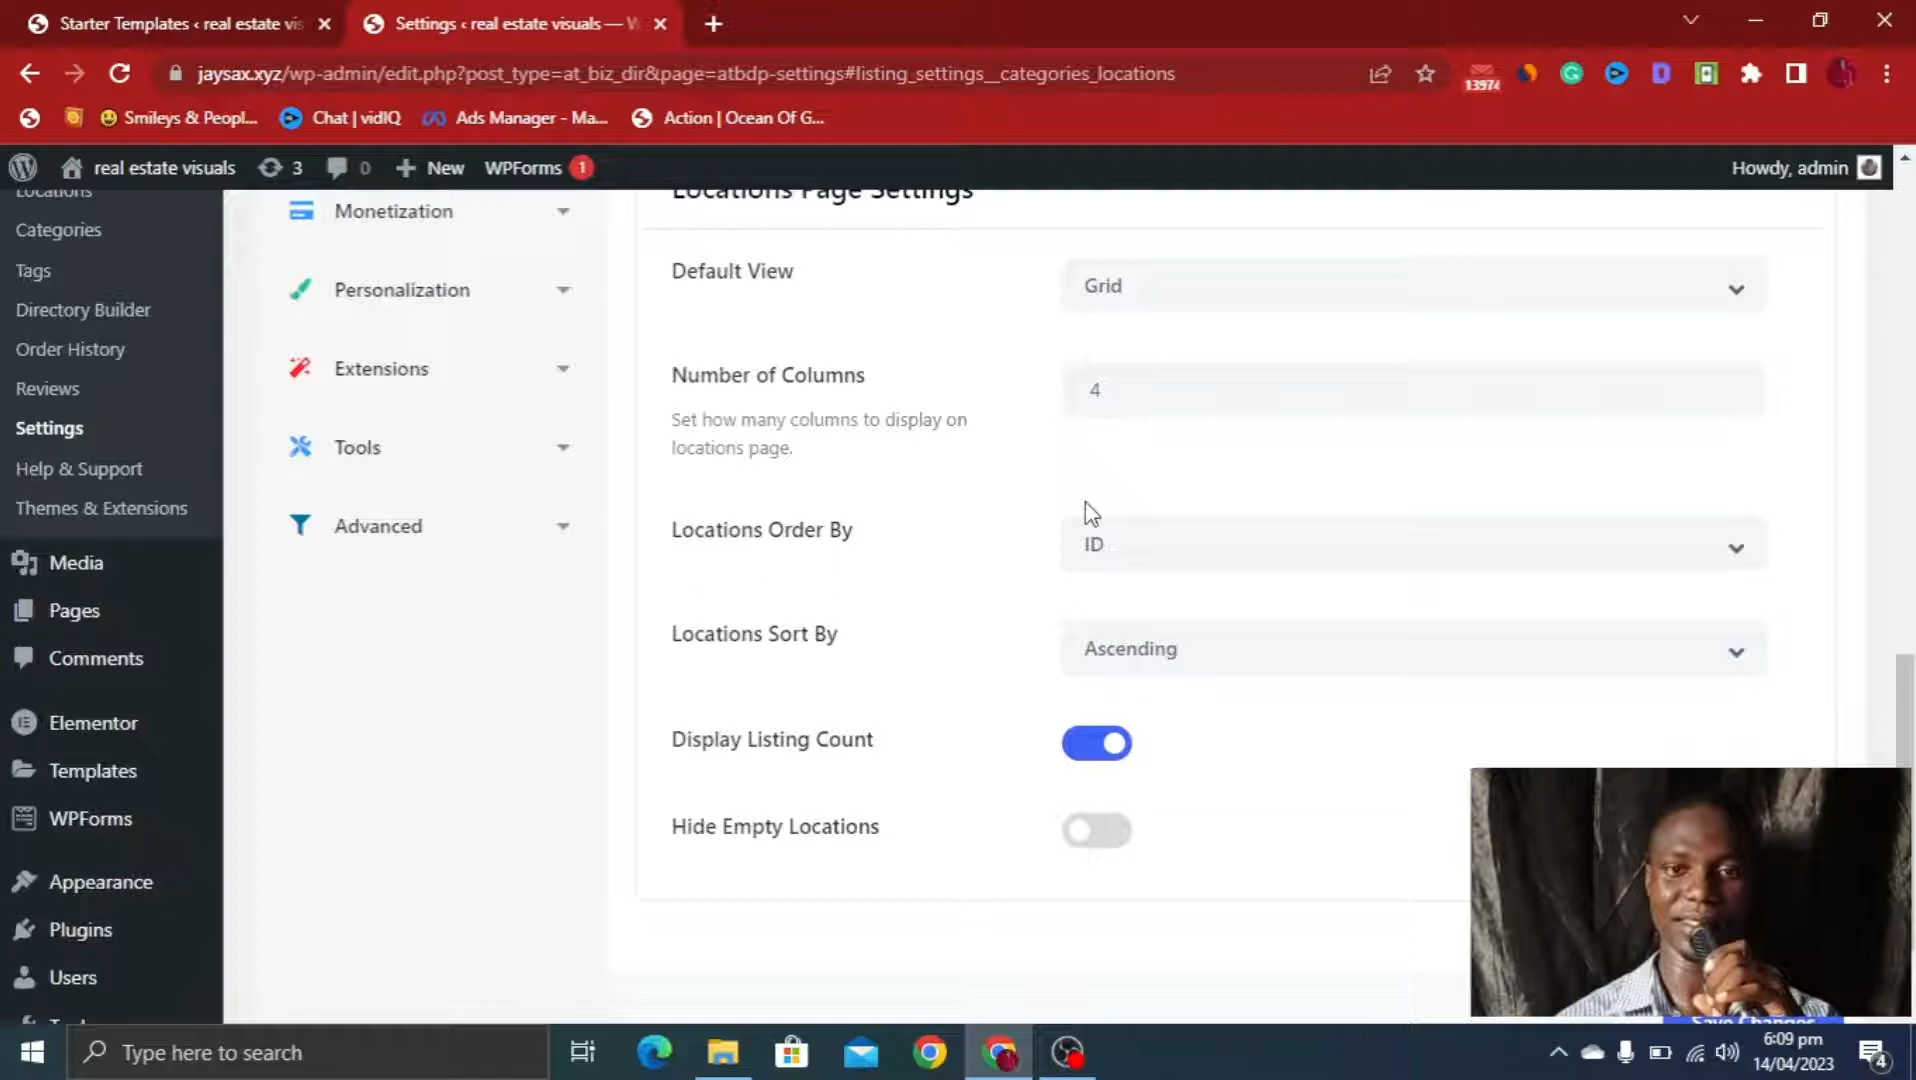 Starter Templates ‹ real estate vis
Settings ‹ real estate visuals — W
jaysax.xyz/wp-admin/edit.php?post_type=at_biz_dir&page=atbdp-settings#listing_settings__categories_locations
13974
Smileys & Peopl...
Chat | vidIQ
Ads Manager - Ma...
Action | Ocean Of G...
real estate visuals
3
0
New
WPForms
1
Howdy, admin
Locations
Categories
Tags
Directory Builder
Order History
Reviews
Settings
Help & Support
Themes & Extensions
Media
Pages
Comments
Elementor
Templates
WPForms
Appearance
Plugins
Users
Monetization
Personalization
Extensions
Tools
Advanced
Locations Page Settings
Default View
Grid
Number of Columns
4
Set how many columns to display on
locations page.
Locations Order By
ID
Locations Sort By
Ascending
Display Listing Count
Hide Empty Locations
Save Changes
Type here to search
6:09 pm
14/04/2023
4